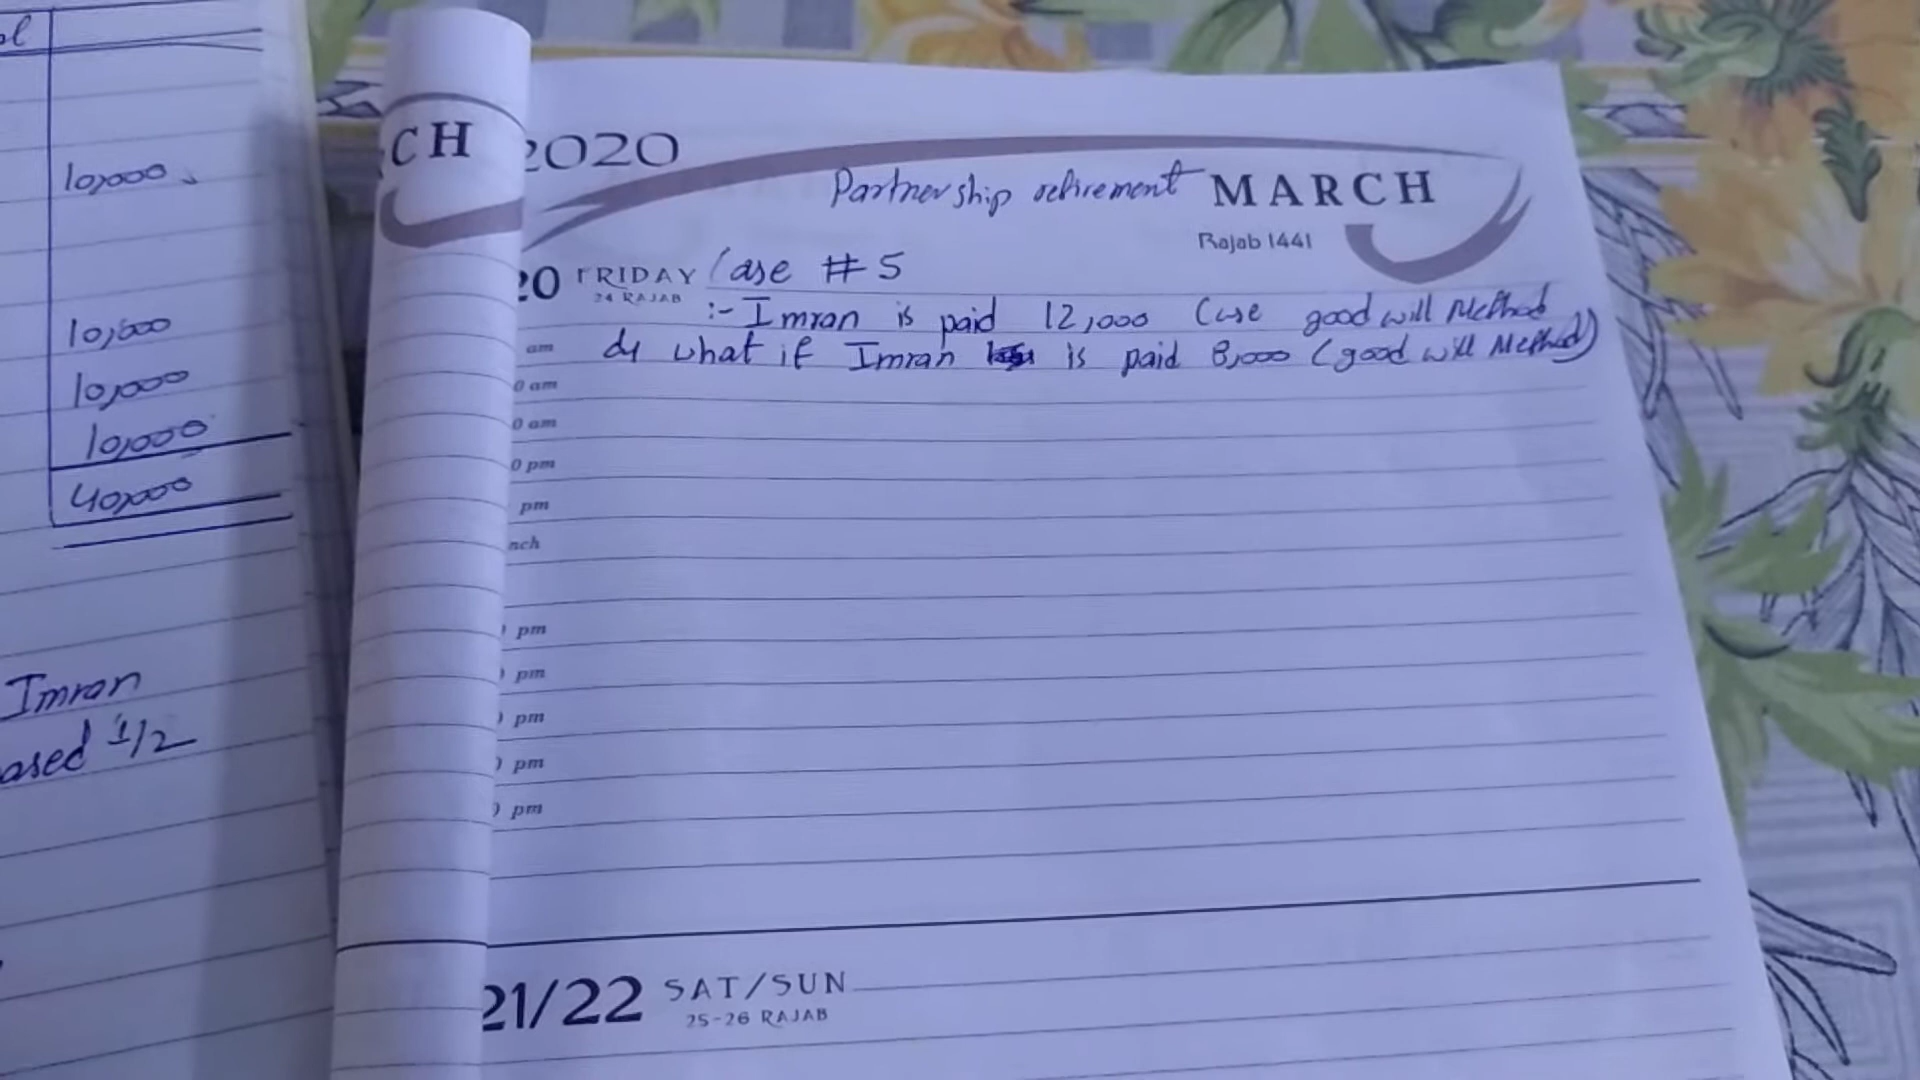 10,000
10,000
10,000
10,000
40,000
Imran
ased 1/2
CH 2020
Partnership retirement MARCH
Rajab 1441
20 FRIDAY Case # 5
24 RAJAB
:- Imran is paid 12,000 (use good will Method
what if Imran is paid 8,000 (good will Method)
am
0 am
0 am
0 pm
pm
nch
pm
pm
pm
pm
0 pm
21/22 SAT/SUN
25-26 RAJAB